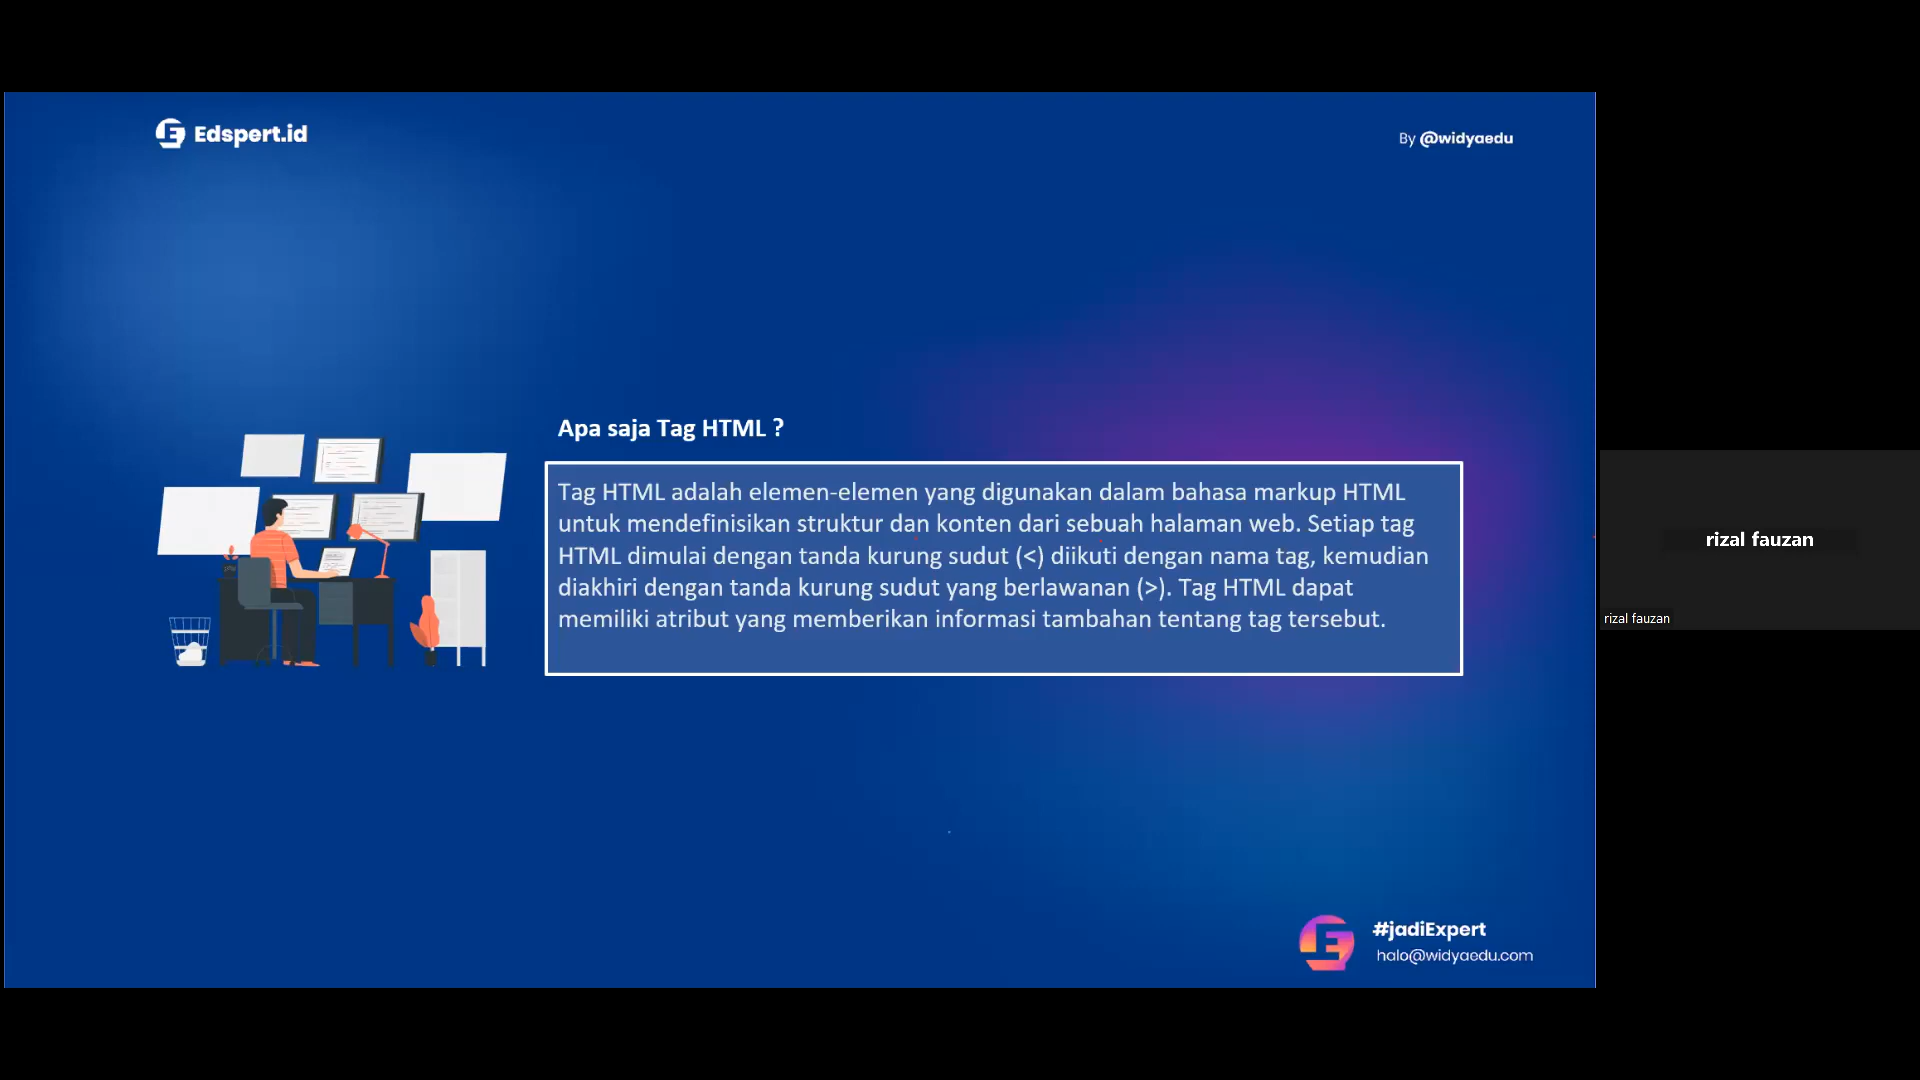 Edspert.id
By @widyaedu
Apa saja Tag HTML ?
Tag HTML adalah elemen-elemen yang digunakan dalam bahasa markup HTML
untuk mendefinisikan struktur dan konten dari sebuah halaman web. Setiap tag
HTML dimulai dengan tanda kurung sudut (<) diikuti dengan nama tag, kemudian
diakhiri dengan tanda kurung sudut yang berlawanan (>). Tag HTML dapat
memiliki atribut yang memberikan informasi tambahan tentang tag tersebut.
rizal fauzan
rizal fauzan
#jadiExpert
halo@widyaedu.com